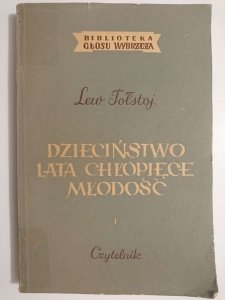 BIBLIOTEKA
GŁOSU WYBRZEŻA
Lew Tołstoj
DZIECIŃSTWO
LATA CHŁOPIĘCE
MŁODOŚĆ
Czytelnik